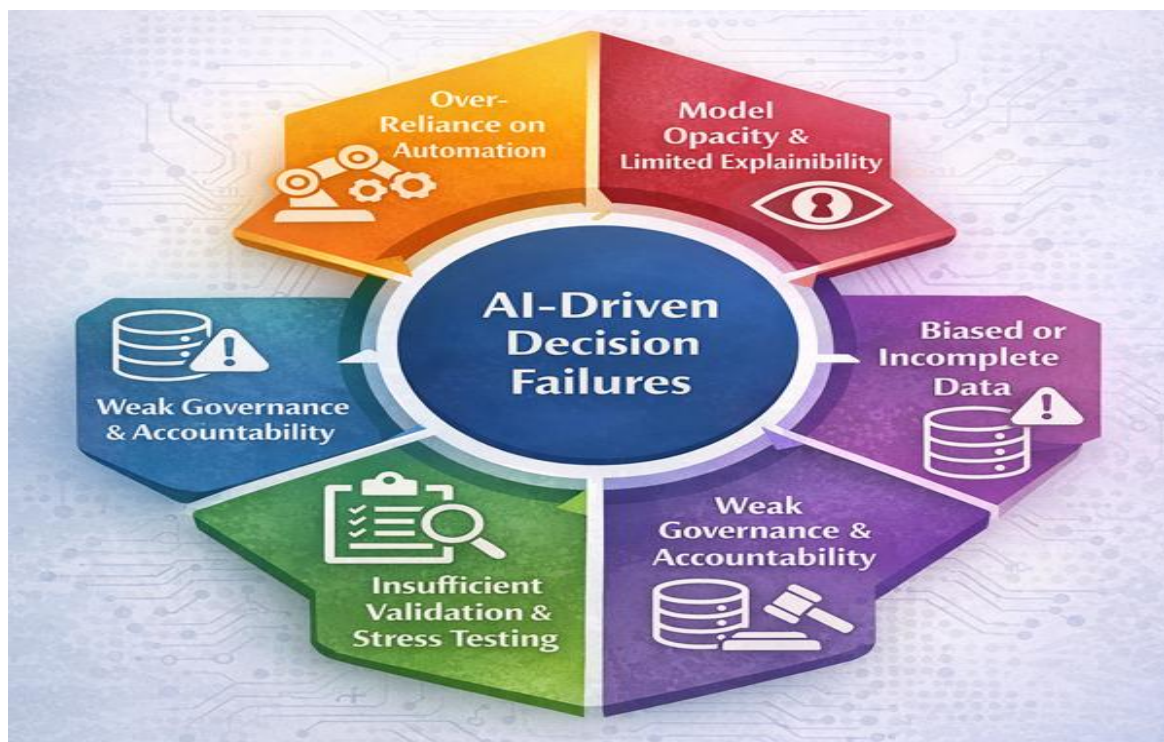 Over-
Reliance on
Automation
Model
Opacity &
Limited Explainibility
AI-Driven
Decision
Failures
Biased or
Incomplete
Data
Weak Governance
& Accountability
Weak
Governance &
Accountability
Insufficient
Validation &
Stress Testing